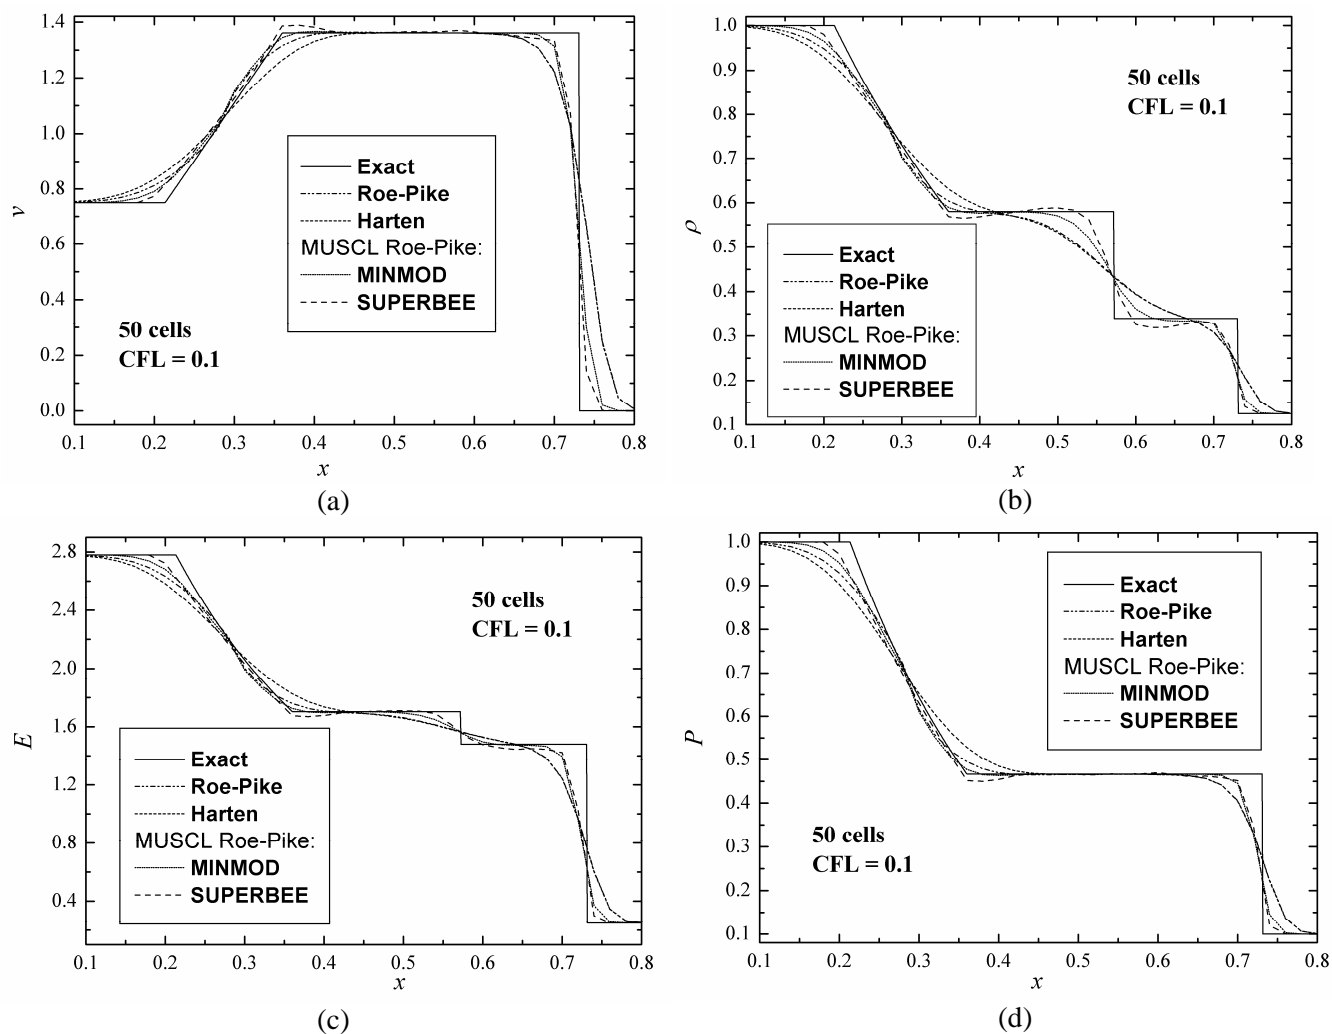 1.4
1.2
1.0
0.8
0.6
0.4
0.2
0.0
v
Exact
Roe-Pike
Harten
MUSCL Roe-Pike:
MINMOD
SUPERBEE
50 cells
CFL = 0.1
0.1 0.2 0.3 0.4 0.5 0.6 0.7 0.8
x
(a)
1.0
0.9
0.8
0.7
0.6
0.5
0.4
0.3
0.2
0.1
ρ
50 cells
CFL = 0.1
Exact
Roe-Pike
Harten
MUSCL Roe-Pike:
MINMOD
SUPERBEE
0.1 0.2 0.3 0.4 0.5 0.6 0.7 0.8
x
(b)
2.8
2.4
2.0
1.6
1.2
0.8
0.4
E
50 cells
CFL = 0.1
Exact
Roe-Pike
Harten
MUSCL Roe-Pike:
MINMOD
SUPERBEE
0.1 0.2 0.3 0.4 0.5 0.6 0.7 0.8
x
(c)
1.0
0.9
0.8
0.7
0.6
0.5
0.4
0.3
0.2
0.1
P
Exact
Roe-Pike
Harten
MUSCL Roe-Pike:
MINMOD
SUPERBEE
50 cells
CFL = 0.1
0.1 0.2 0.3 0.4 0.5 0.6 0.7 0.8
x
(d)